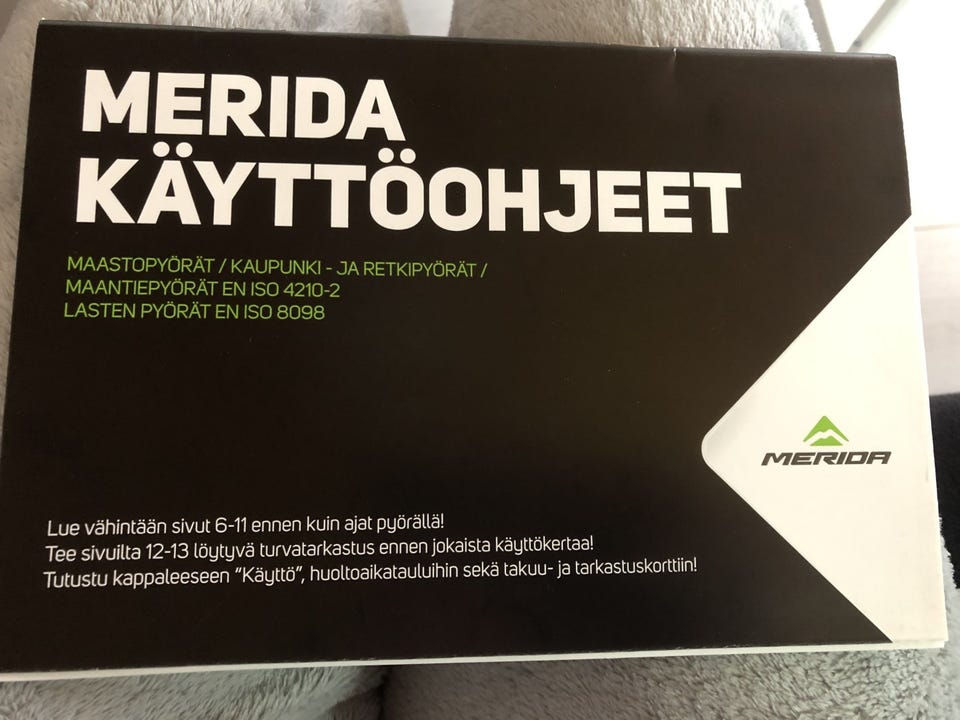 MERIDA
KÄYTTÖOHJEET
MAASTOPYÖRÄT / KAUPUNKI - JA RETKIPYÖRÄT /
MAANTIEPYÖRÄT EN ISO 4210-2
LASTEN PYÖRÄT EN ISO 8098
MERIDA
Lue vähintään sivut 6-11 ennen kuin ajat pyörällä!
Tee sivuilta 12-13 löytyvä turvatarkastus ennen jokaista käyttökertaa!
Tutustu kappaleeseen "Käyttö", huoltoaikatauluihin sekä takuu- ja tarkastuskorttiin!